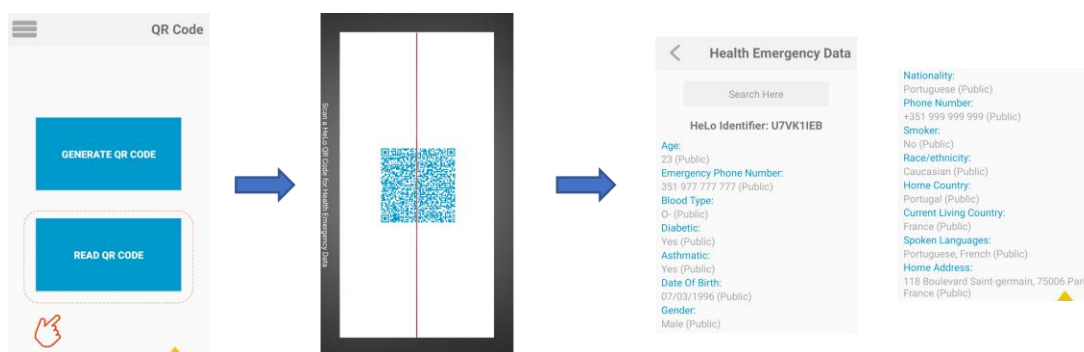 QR Code
GENERATE QR CODE
READ QR CODE
Scan a HeLo QR Code for Health Emergency Data
Health Emergency Data
Search Here
HeLo Identifier: U7VK1IEB
Age:
23 (Public)
Emergency Phone Number:
351 977 777 777 (Public)
Blood Type:
O- (Public)
Diabetic:
Yes (Public)
Asthmatic:
Yes (Public)
Date Of Birth:
07/03/1996 (Public)
Gender:
Male (Public)
Nationality:
Portuguese (Public)
Phone Number:
+351 999 999 999 (Public)
Smoker:
No (Public)
Race/ethnicity:
Caucasian (Public)
Home Country:
Portugal (Public)
Current Living Country:
France (Public)
Spoken Languages:
Portuguese, French (Public)
Home Address:
118 Boulevard Saint-germain, 75006 Par
France (Public)